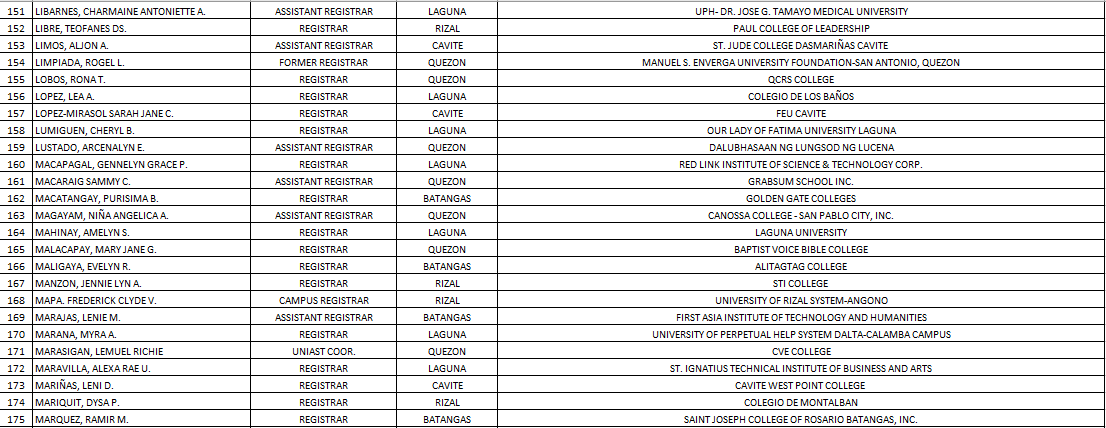 151 LIBARNES, CHARMAINE ANTONIETTE A. ASSISTANT REGISTRAR LAGUNA UPH- DR. JOSE G. TAMAYO MEDICAL UNIVERSITY
152 LIBRE, TEOFANES DS. REGISTRAR RIZAL PAUL COLLEGE OF LEADERSHIP
153 LIMOS, ALJON A. ASSISTANT REGISTRAR CAVITE ST. JUDE COLLEGE DASMARIÑAS CAVITE
154 LIMPIADA, ROGEL L. FORMER REGISTRAR QUEZON MANUEL S. ENVERGA UNIVERSITY FOUNDATION-SAN ANTONIO, QUEZON
155 LOBOS, RONA T. REGISTRAR QUEZON QCRS COLLEGE
156 LOPEZ, LEA A. REGISTRAR LAGUNA COLEGIO DE LOS BAÑOS
157 LOPEZ-MIRASOL SARAH JANE C. REGISTRAR CAVITE FEU CAVITE
158 LUMIGUEN, CHERYL B. REGISTRAR LAGUNA OUR LADY OF FATIMA UNIVERSITY LAGUNA
159 LUSTADO, ARCENALYN E. ASSISTANT REGISTRAR QUEZON DALUBHASAAN NG LUNGSOD NG LUCENA
160 MACAPAGAL, GENNELYN GRACE P. REGISTRAR LAGUNA RED LINK INSTITUTE OF SCIENCE & TECHNOLOGY CORP.
161 MACARAIG SAMMY C. ASSISTANT REGISTRAR QUEZON GRABSUM SCHOOL INC.
162 MACATANGAY, PURISIMA B. REGISTRAR BATANGAS GOLDEN GATE COLLEGES
163 MAGAYAM, NIÑA ANGELICA A. ASSISTANT REGISTRAR QUEZON CANOSSA COLLEGE - SAN PABLO CITY, INC.
164 MAHINAY, AMELYN S. REGISTRAR LAGUNA LAGUNA UNIVERSITY
165 MALACAPAY, MARY JANE G. REGISTRAR QUEZON BAPTIST VOICE BIBLE COLLEGE
166 MALIGAYA, EVELYN R. REGISTRAR BATANGAS ALITAGTAG COLLEGE
167 MANZON, JENNIE LYN A. REGISTRAR RIZAL STI COLLEGE
168 MAPA. FREDERICK CLYDE V. CAMPUS REGISTRAR RIZAL UNIVERSITY OF RIZAL SYSTEM-ANGONO
169 MARAJAS, LENIE M. ASSISTANT REGISTRAR BATANGAS FIRST ASIA INSTITUTE OF TECHNOLOGY AND HUMANITIES
170 MARANA, MYRA A. REGISTRAR LAGUNA UNIVERSITY OF PERPETUAL HELP SYSTEM DALTA-CALAMBA CAMPUS
171 MARASIGAN, LEMUEL RICHIE UNIAST COOR. QUEZON CVE COLLEGE
172 MARAVILLA, ALEXA RAE U. REGISTRAR LAGUNA ST. IGNATIUS TECHNICAL INSTITUTE OF BUSINESS AND ARTS
173 MARIÑAS, LENI D. REGISTRAR CAVITE CAVITE WEST POINT COLLEGE
174 MARIQUIT, DYSA P. REGISTRAR RIZAL COLEGIO DE MONTALBAN
175 MARQUEZ, RAMIR M. REGISTRAR BATANGAS SAINT JOSEPH COLLEGE OF ROSARIO BATANGAS, INC.